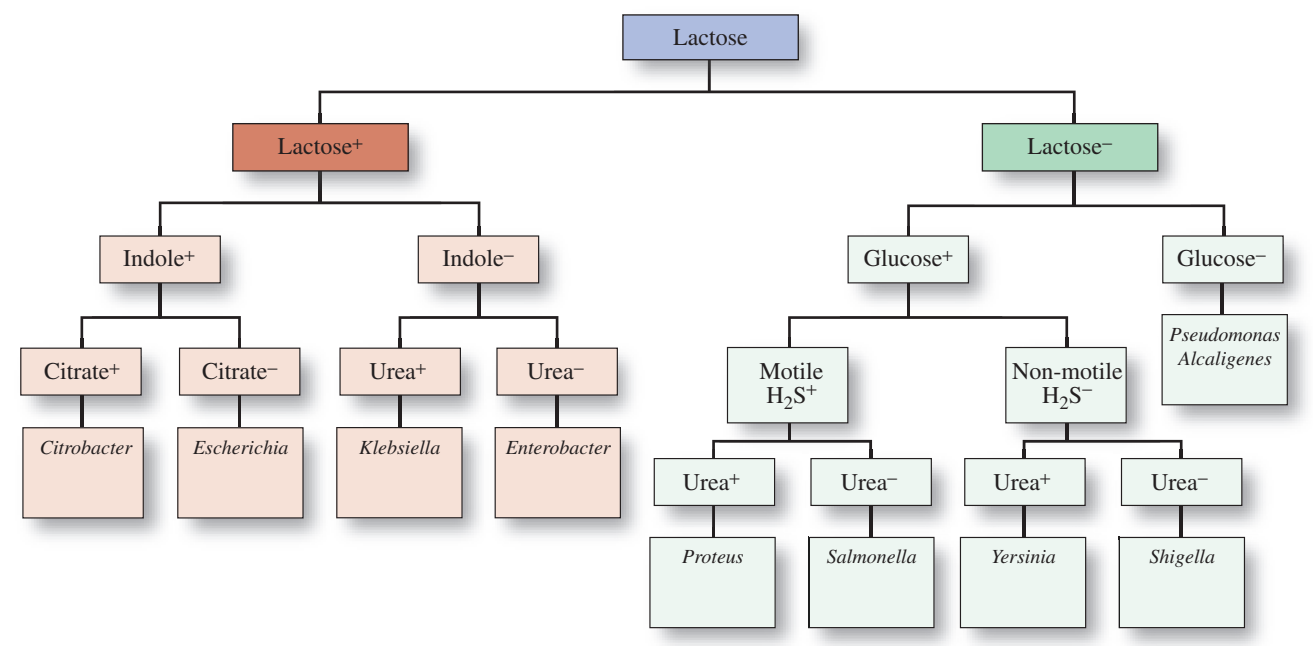 Lactose
Lactose⁺
Lactose⁻
Indole⁺
Indole⁻
Glucose⁺
Glucose⁻
Citrate⁺
Citrate⁻
Urea⁺
Urea⁻
Motile
H₂S⁺
Non-motile
H₂S⁻
Pseudomonas
Alcaligenes
Citrobacter
Escherichia
Klebsiella
Enterobacter
Urea⁺
Urea⁻
Urea⁺
Urea⁻
Proteus
Salmonella
Yersinia
Shigella